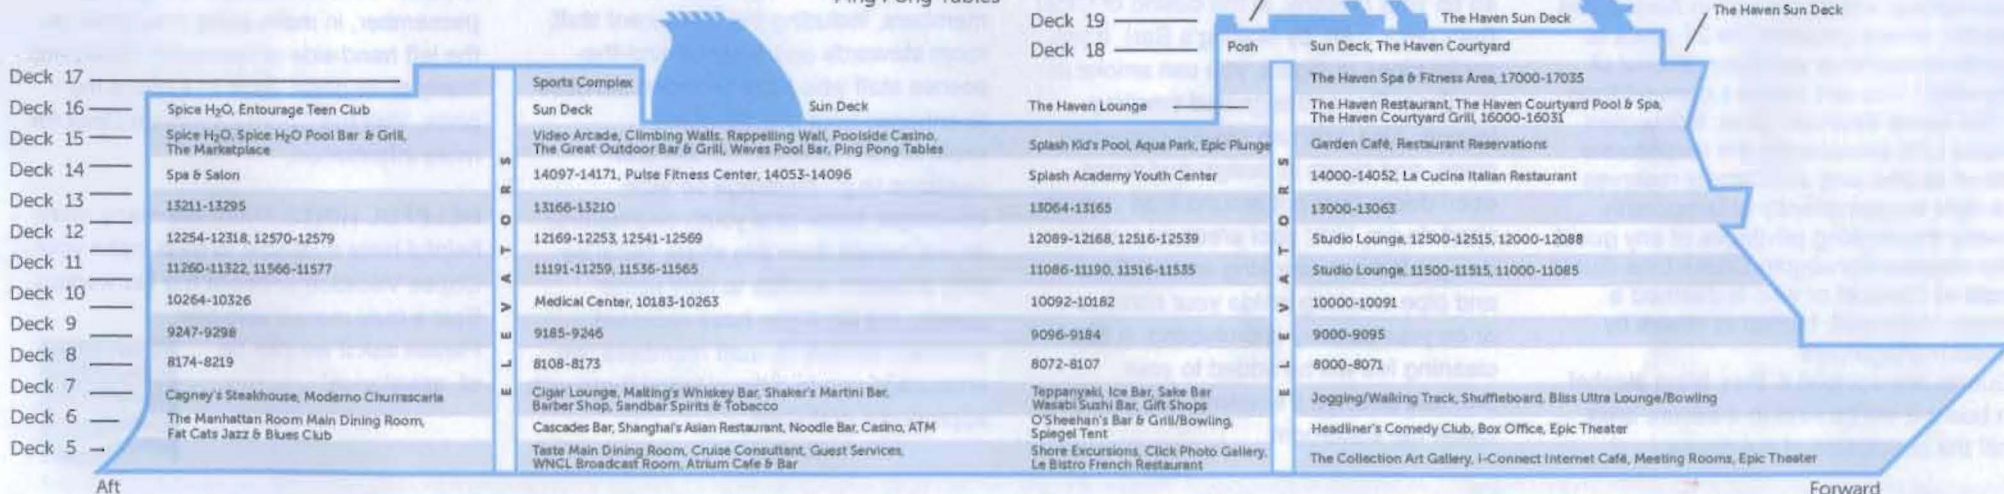 Ping Pong Tables
Deck 19
The Haven Sun Deck
The Haven Sun Deck
Deck 18
Posh
Sun Deck, The Haven Courtyard
Deck 17
Sports Complex
The Haven Spa & Fitness Area, 17000-17035
Deck 16
Spice H₂O, Entourage Teen Club
Sun Deck
Sun Deck
The Haven Lounge
The Haven Restaurant, The Haven Courtyard Pool & Spa,
The Haven Courtyard Grill, 16000-16031
Deck 15
Spice H₂O, Spice H₂O Pool Bar & Grill,
The Marketplace
Video Arcade, Climbing Walls, Rappelling Wall, Poolside Casino,
The Great Outdoor Bar & Grill, Waves Pool Bar, Ping Pong Tables
Splash Kid's Pool, Aqua Park, Epic Plunge
Garden Café, Restaurant Reservations
Deck 14
Spa & Salon
14097-14171, Pulse Fitness Center, 14053-14096
Splash Academy Youth Center
14000-14052, La Cucina Italian Restaurant
Deck 13
13211-13295
13166-13210
13064-13165
13000-13063
Deck 12
12254-12318, 12570-12579
12169-12253, 12541-12569
12089-12168, 12516-12539
Studio Lounge, 12500-12515, 12000-12088
Deck 11
11260-11322, 11566-11577
11191-11259, 11536-11565
11086-11190, 11516-11535
Studio Lounge, 11500-11515, 11000-11085
Deck 10
10264-10326
Medical Center, 10183-10263
10092-10182
10000-10091
Deck 9
9247-9298
9185-9246
9096-9184
9000-9095
Deck 8
8174-8219
8108-8173
8072-8107
8000-8071
Deck 7
Cagney's Steakhouse, Moderno Churrascaria
Cigar Lounge, Malting's Whiskey Bar, Shaker's Martini Bar,
Barber Shop, Sandbar Spirits & Tobacco
Teppanyaki, Ice Bar, Sake Bar
Wasabi Sushi Bar, Gift Shops
Jogging/Walking Track, Shuffleboard, Bliss Ultra Lounge/Bowling
Deck 6
The Manhattan Room Main Dining Room,
Fat Cats Jazz & Blues Club
Cascades Bar, Shanghai's Asian Restaurant, Noodle Bar, Casino, ATM
O'Sheehan's Bar & Grill/Bowling,
Spiegel Tent
Headliner's Comedy Club, Box Office, Epic Theater
Deck 5
Taste Main Dining Room, Cruise Consultant, Guest Services,
WNCL Broadcast Room, Atrium Cafe & Bar
Shore Excursions, Click Photo Gallery,
Le Bistro French Restaurant
The Collection Art Gallery, i-Connect Internet Café, Meeting Rooms, Epic Theater
ELEVATORS
ELEVATORS
Aft
Forward